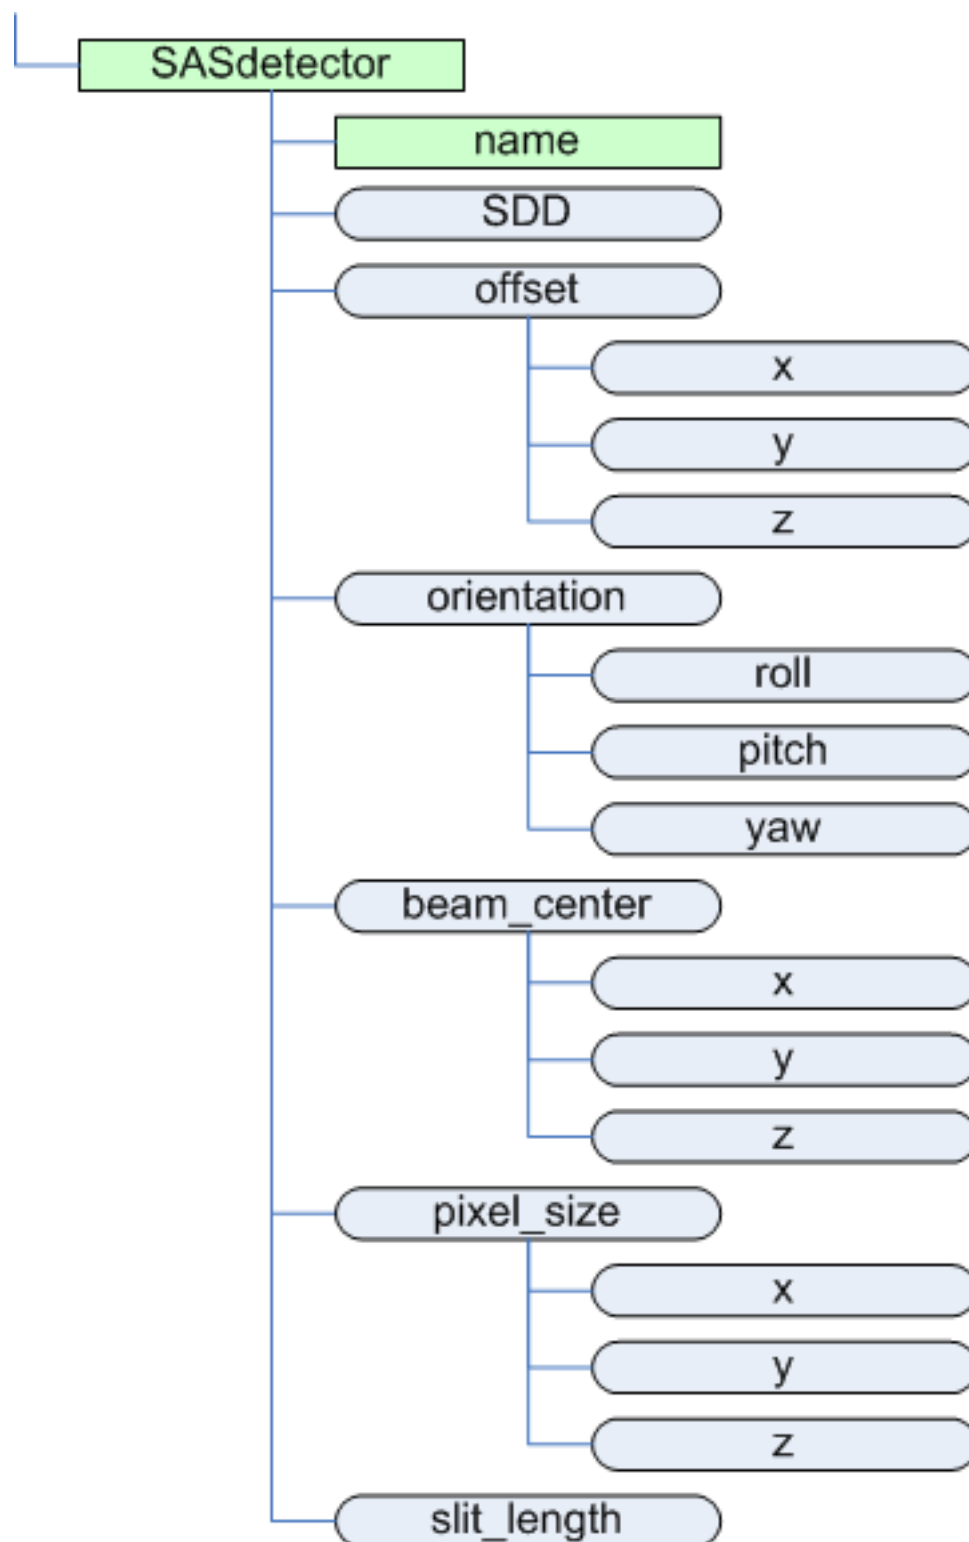 SASdetector
name
SDD
offset
x
y
z
orientation
roll
pitch
yaw
beam_center
x
y
z
pixel_size
x
y
z
slit_length